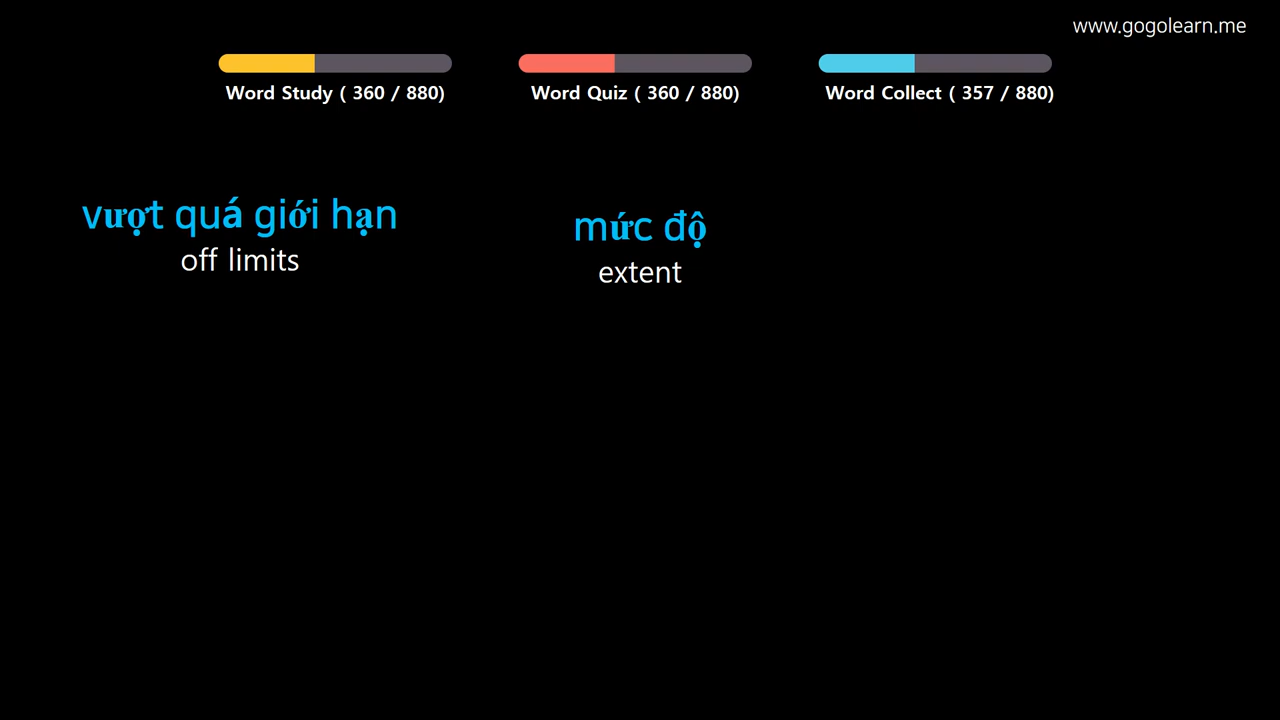 www.gogolearn.me
Word Study ( 360 / 880)
Word Quiz ( 360 / 880)
Word Collect ( 357 / 880)
vượt quá giới hạn
off limits
mức độ
extent